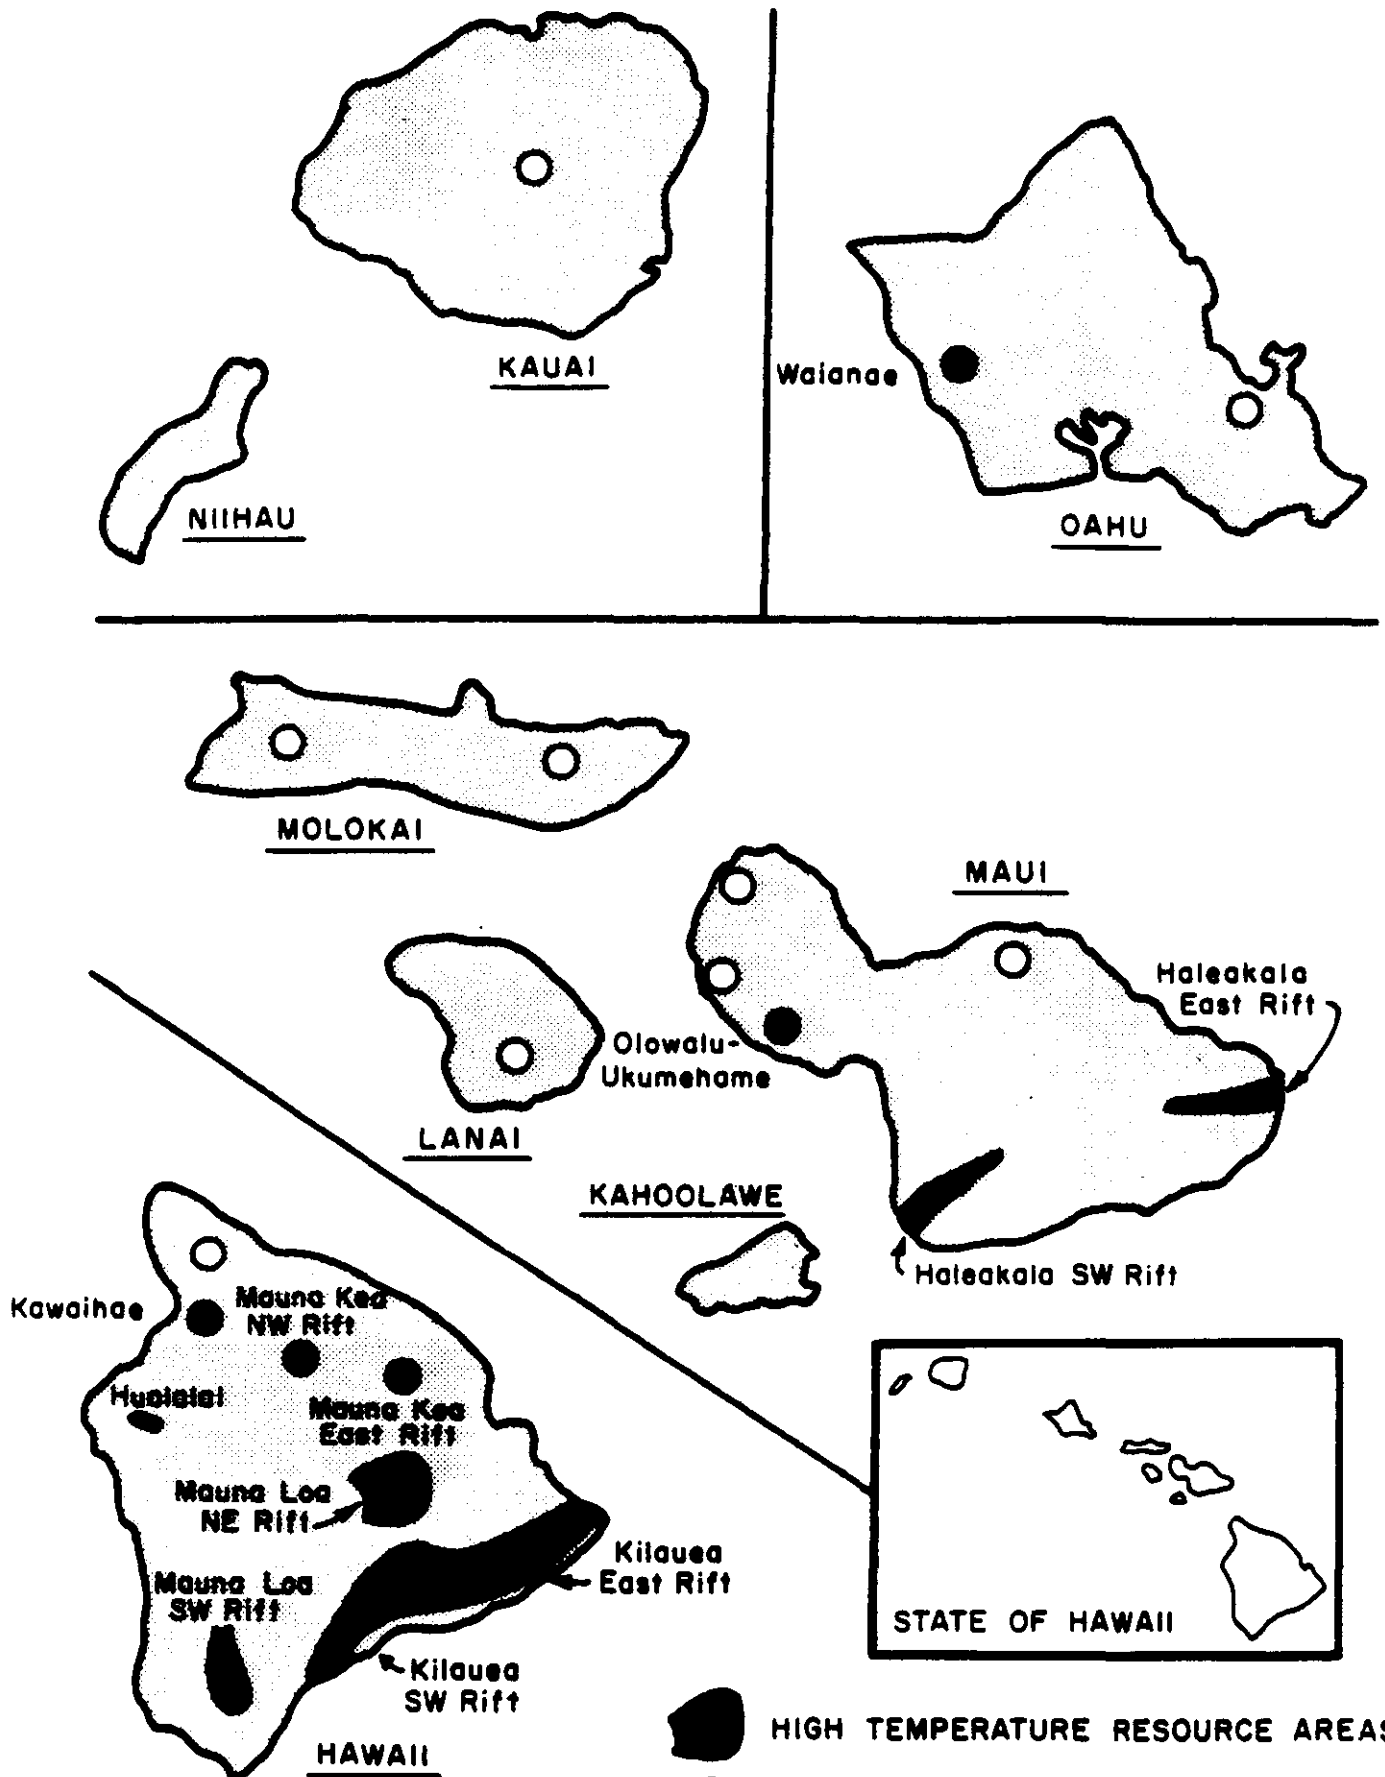 KAUAI
Waianae
NIIHAU
OAHU
MOLOKAI
MAUI
Haleakala
East Rift
Olowalu-
Ukumehame
LANAI
KAHOOLAWE
Haleakala SW Rift
Kawaihae
Mauna Kea
NW Rift
Hualalai
Mauna Kea
East Rift
Mauna Loa
NE Rift
Kilauea
East Rift
Mauna Loa
SW Rift
Kilauea
SW Rift
HAWAII
STATE OF HAWAII
HIGH TEMPERATURE RESOURCE AREAS